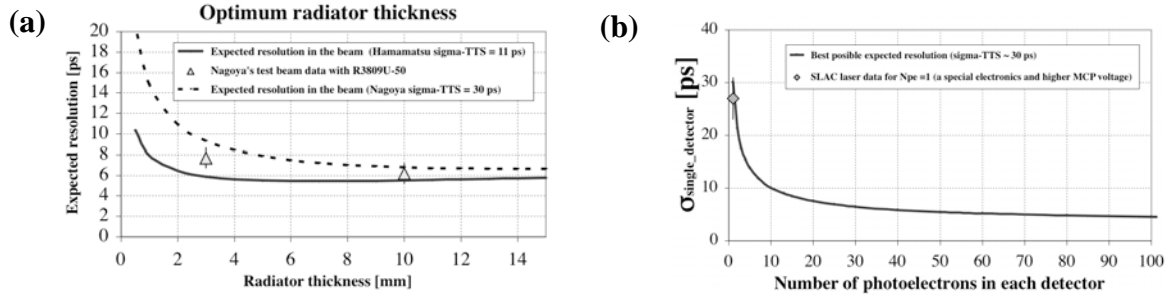 (a)
Optimum radiator thickness
Expected resolution [ps]
20
18
16
14
12
10
8
6
4
2
0
Expected resolution in the beam (Hamamatsu sigma-TTS = 11 ps)
Nagoya's test beam data with R3809U-50
Expected resolution in the beam (Nagoya sigma-TTS = 30 ps)
0 2 4 6 8 10 12 14
Radiator thickness [mm]
(b)
σsingle_detector [ps]
40
30
20
10
0
Best posible expected resolution (sigma-TTS ~ 30 ps)
SLAC laser data for Npe =1 (a special electronics and higher MCP voltage)
0 10 20 30 40 50 60 70 80 90 100
Number of photoelectrons in each detector